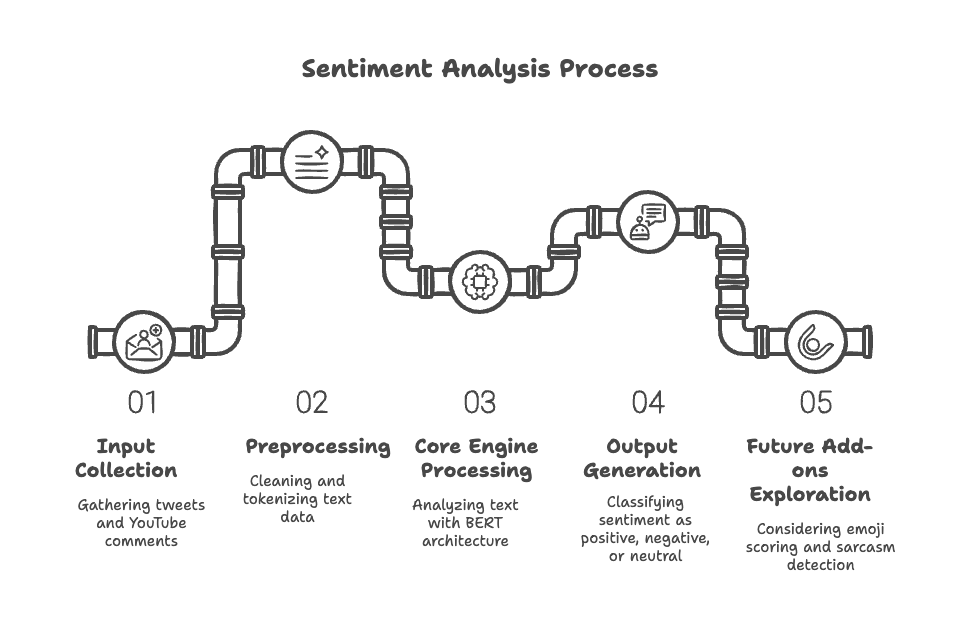 Sentiment Analysis Process
01
Input
Collection
Gathering tweets
and YouTube
comments
02
Preprocessing
Cleaning and
tokenizing text
data
03
Core Engine
Processing
Analyzing text
with BERT
architecture
04
Output
Generation
Classifying
sentiment as
positive, negative,
or neutral
05
Future Add-
ons
Exploration
Considering emoji
scoring and sarcasm
detection